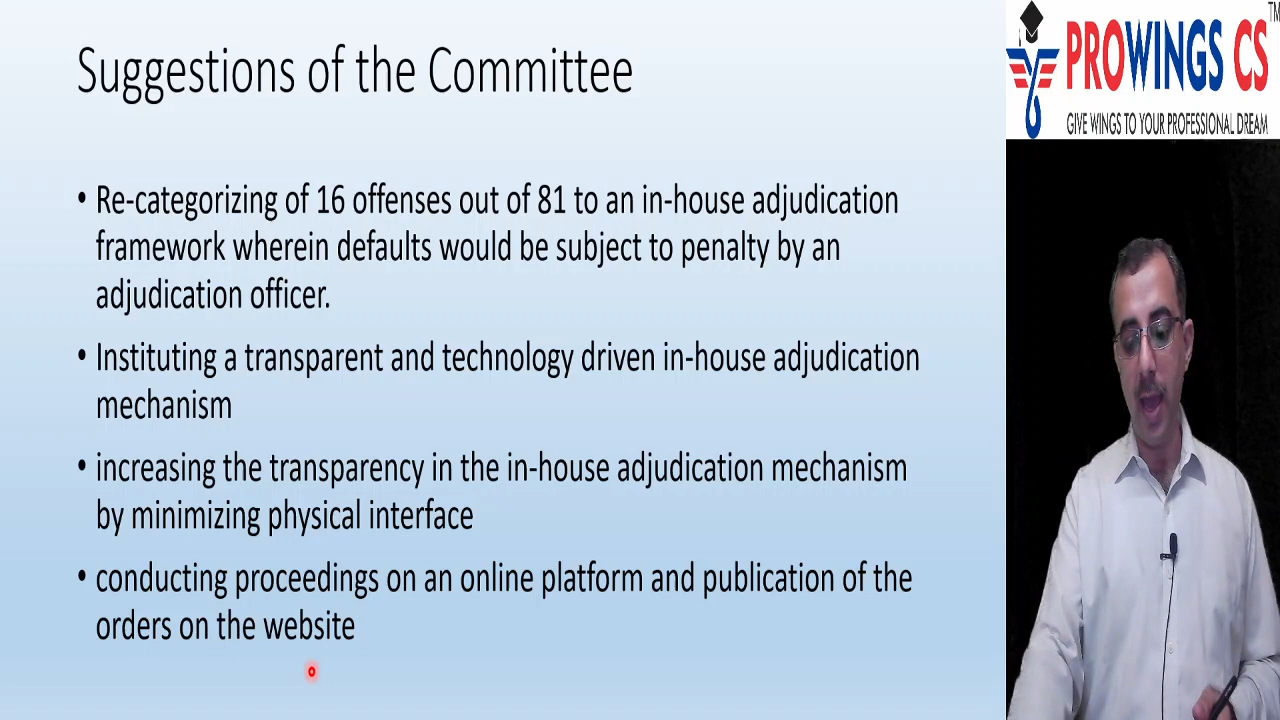 Suggestions of the Committee
• Re-categorizing of 16 offenses out of 81 to an in-house adjudication
framework wherein defaults would be subject to penalty by an
adjudication officer.
• Instituting a transparent and technology driven in-house adjudication
mechanism
• increasing the transparency in the in-house adjudication mechanism
by minimizing physical interface
• conducting proceedings on an online platform and publication of the
orders on the website
TM
PROWINGS CS
GIVE WINGS TO YOUR PROFESSIONAL DREAM